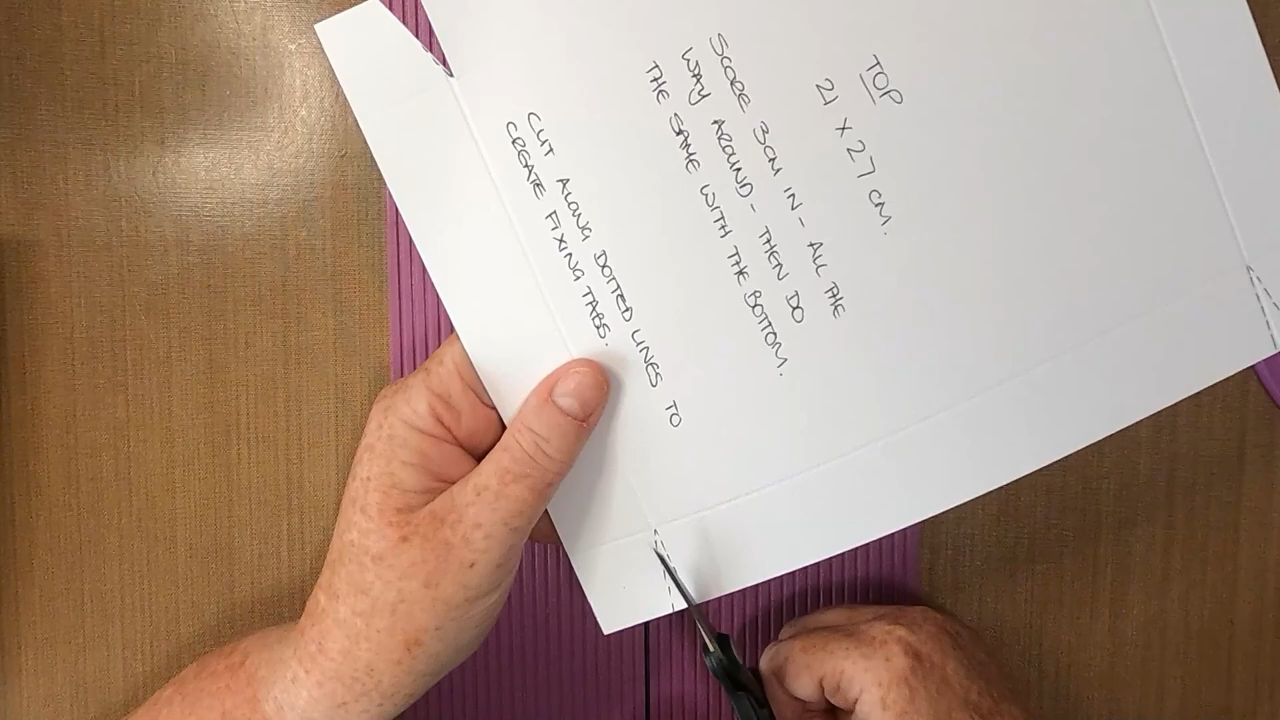 TOP
21 X 27 CM.
SCORE 3CM IN - ALL THE
WAY AROUND - THEN DO
THE SAME WITH THE BOTTOM.
CUT ALONG DOTTED LINES TO
CREATE FIXING TABS.